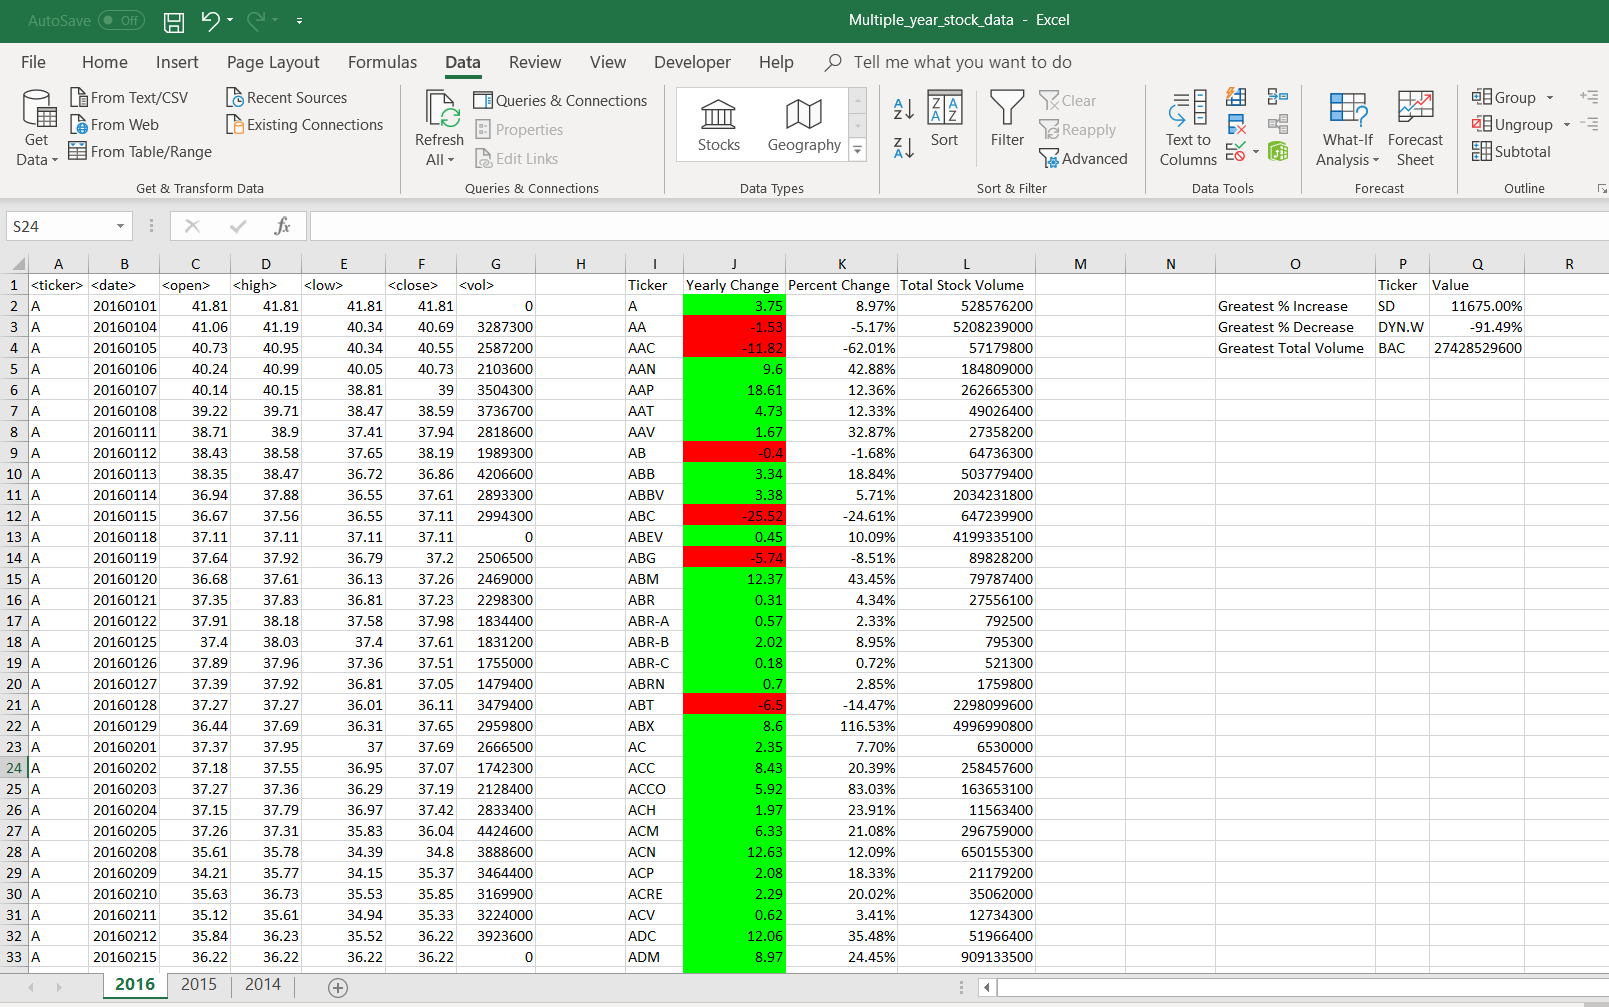 AutoSave Off Multiple_year_stock_data - Excel
File Home Insert Page Layout Formulas Data Review View Developer Help Tell me what you want to do
Get Data
From Text/CSV
From Web
From Table/Range
Recent Sources
Existing Connections
Get & Transform Data
Refresh All
Queries & Connections
Properties
Edit Links
Queries & Connections
Stocks
Geography
Data Types
Sort
Filter
Clear
Reapply
Advanced
Sort & Filter
Text to Columns
Data Tools
What-If Analysis
Forecast Sheet
Forecast
Group
Ungroup
Subtotal
Outline
S24 fx
A B C D E F G H I J K L M N O P Q R
1 <ticker> <date> <open> <high> <low> <close> <vol> Ticker Yearly Change Percent Change Total Stock Volume Ticker Value
2 A 20160101 41.81 41.81 41.81 41.81 0 A 3.75 8.97% 528576200 Greatest % Increase SD 11675.00%
3 A 20160104 41.06 41.19 40.34 40.69 3287300 AA -1.53 -5.17% 5208239000 Greatest % Decrease DYN.W -91.49%
4 A 20160105 40.73 40.95 40.34 40.55 2587200 AAC -11.82 -62.01% 57179800 Greatest Total Volume BAC 27428529600
5 A 20160106 40.24 40.99 40.05 40.73 2103600 AAN 9.6 42.88% 184809000
6 A 20160107 40.14 40.15 38.81 39 3504300 AAP 18.61 12.36% 262665300
7 A 20160108 39.22 39.71 38.47 38.59 3736700 AAT 4.73 12.33% 49026400
8 A 20160111 38.71 38.9 37.41 37.94 2818600 AAV 1.67 32.87% 27358200
9 A 20160112 38.43 38.58 37.65 38.19 1989300 AB -0.4 -1.68% 64736300
10 A 20160113 38.35 38.47 36.72 36.86 4206600 ABB 3.34 18.84% 503779400
11 A 20160114 36.94 37.88 36.55 37.61 2893300 ABBV 3.38 5.71% 2034231800
12 A 20160115 36.67 37.56 36.55 37.11 2994300 ABC -25.52 -24.61% 647239900
13 A 20160118 37.11 37.11 37.11 37.11 0 ABEV 0.45 10.09% 4199335100
14 A 20160119 37.64 37.92 36.79 37.2 2506500 ABG -5.74 -8.51% 89828200
15 A 20160120 36.68 37.61 36.13 37.26 2469000 ABM 12.37 43.45% 79787400
16 A 20160121 37.35 37.83 36.81 37.23 2298300 ABR 0.31 4.34% 27556100
17 A 20160122 37.91 38.18 37.58 37.98 1834400 ABR-A 0.57 2.33% 792500
18 A 20160125 37.4 38.03 37.4 37.61 1831200 ABR-B 2.02 8.95% 795300
19 A 20160126 37.89 37.96 37.36 37.51 1755000 ABR-C 0.18 0.72% 521300
20 A 20160127 37.39 37.92 36.81 37.05 1479400 ABRN 0.7 2.85% 1759800
21 A 20160128 37.27 37.27 36.01 36.11 3479400 ABT -6.5 -14.47% 2298099600
22 A 20160129 36.44 37.69 36.31 37.65 2959800 ABX 8.6 116.53% 4996990800
23 A 20160201 37.37 37.95 37 37.69 2666500 AC 2.35 7.70% 6530000
24 A 20160202 37.18 37.55 36.95 37.07 1742300 ACC 8.43 20.39% 258457600
25 A 20160203 37.27 37.36 36.29 37.19 2128400 ACCO 5.92 83.03% 163653100
26 A 20160204 37.15 37.79 36.97 37.42 2833400 ACH 1.97 23.91% 11563400
27 A 20160205 37.26 37.31 35.83 36.04 4424600 ACM 6.33 21.08% 296759000
28 A 20160208 35.61 35.78 34.39 34.8 3888600 ACN 12.63 12.09% 650155300
29 A 20160209 34.21 35.77 34.15 35.37 3464400 ACP 2.08 18.33% 21179200
30 A 20160210 35.63 36.73 35.53 35.85 3169900 ACRE 2.29 20.02% 35062000
31 A 20160211 35.12 35.61 34.94 35.33 3224000 ACV 0.62 3.41% 12734300
32 A 20160212 35.84 36.23 35.52 36.22 3923600 ADC 12.06 35.48% 51966400
33 A 20160215 36.22 36.22 36.22 36.22 0 ADM 8.97 24.45% 909133500
2016 2015 2014